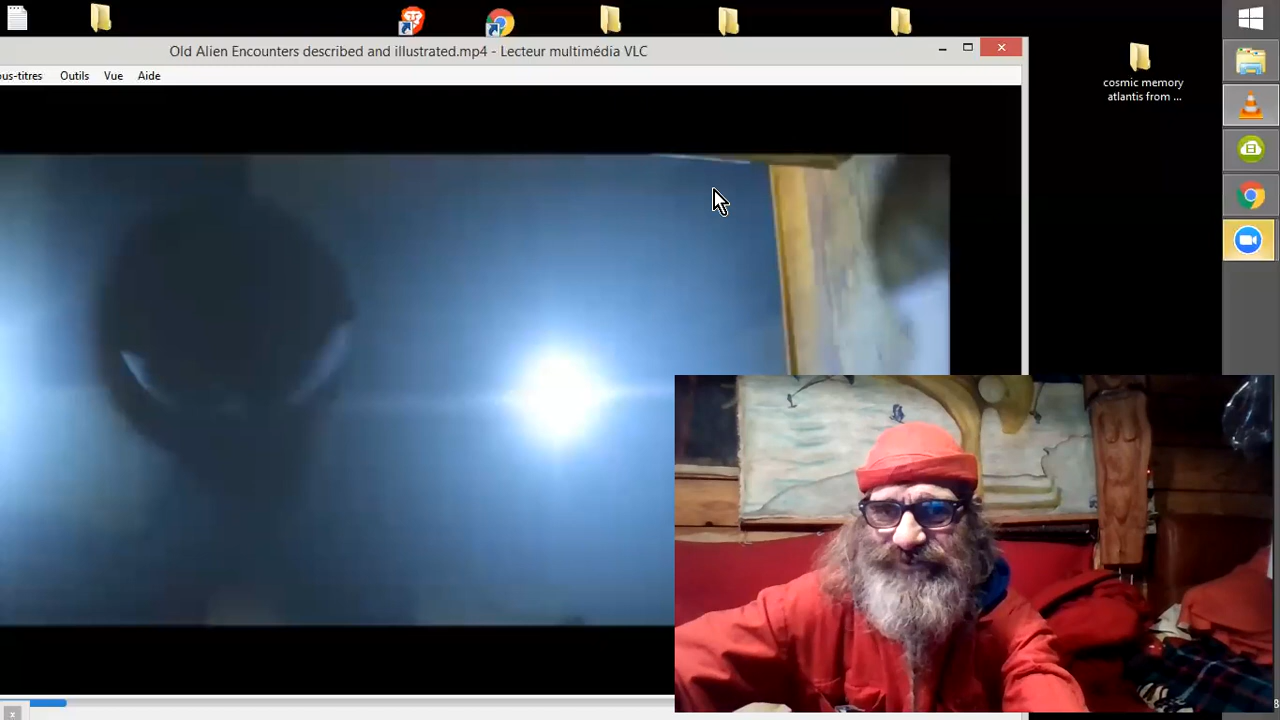 Old Alien Encounters described and illustrated.mp4 - Lecteur multimédia VLC
ous-titres Outils Vue Aide
cosmic memory
atlantis from ...